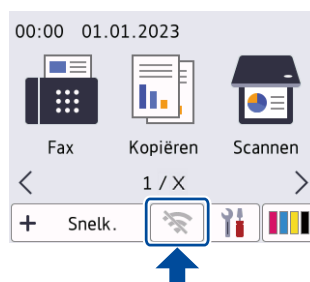 00:00 01.01.2023
Fax Kopiëren Scannen
< 1 / X >
+ Snelk.